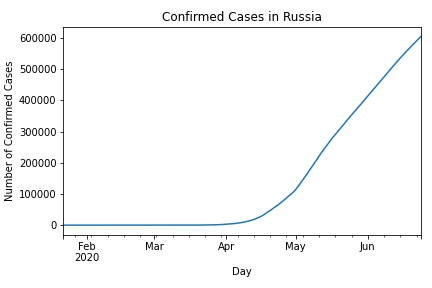 Confirmed Cases in Russia
Number of Confirmed Cases
600000
500000
400000
300000
200000
100000
0
Feb
2020
Mar
Apr
May
Jun
Day